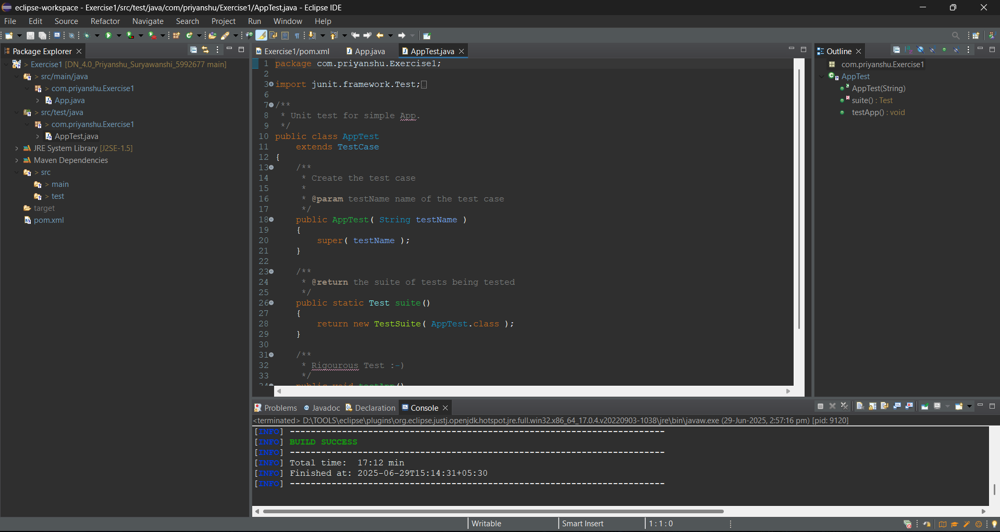 eclipse-workspace - Exercise1/src/test/java/com/priyanshu/Exercise1/AppTest.java - Eclipse IDE
File Edit Source Refactor Navigate Search Project Run Window Help
Package Explorer
> Exercise1 [DN_4.0_Priyanshu_Suryawanshi_5992677 main]
> src/main/java
> com.priyanshu.Exercise1
> App.java
> src/test/java
> com.priyanshu.Exercise1
> AppTest.java
> JRE System Library [J2SE-1.5]
> Maven Dependencies
> src
> main
> test
target
pom.xml
Exercise1/pom.xml App.java AppTest.java
1 package com.priyanshu.Exercise1;
2
3 import junit.framework.Test;
6
7 /**
8 * Unit test for simple App.
9 */
10 public class AppTest
11 extends TestCase
12 {
13 /**
14 * Create the test case
15 *
16 * @param testName name of the test case
17 */
18 public AppTest( String testName )
19 {
20 super( testName );
21 }
22
23 /**
24 * @return the suite of tests being tested
25 */
26 public static Test suite()
27 {
28 return new TestSuite( AppTest.class );
29 }
30
31 /**
32 * Rigourous Test :-)
33 */
34 public void testApp()
Outline
com.priyanshu.Exercise1
AppTest
AppTest(String)
suite() : Test
testApp() : void
Problems @ Javadoc Declaration Console
<terminated> D:\TOOLS\eclipse\plugins\org.eclipse.justj.openjdk.hotspot.jre.full.win32.x86_64_17.0.4.v20220903-1038\jre\bin\javaw.exe (29-Jun-2025, 2:57:16 pm) [pid: 9120]
[INFO] ------------------------------------------------------------------------
[INFO] BUILD SUCCESS
[INFO] ------------------------------------------------------------------------
[INFO] Total time:  17:12 min
[INFO] Finished at: 2025-06-29T15:14:31+05:30
[INFO] ------------------------------------------------------------------------
Writable Smart Insert 1 : 1 : 0